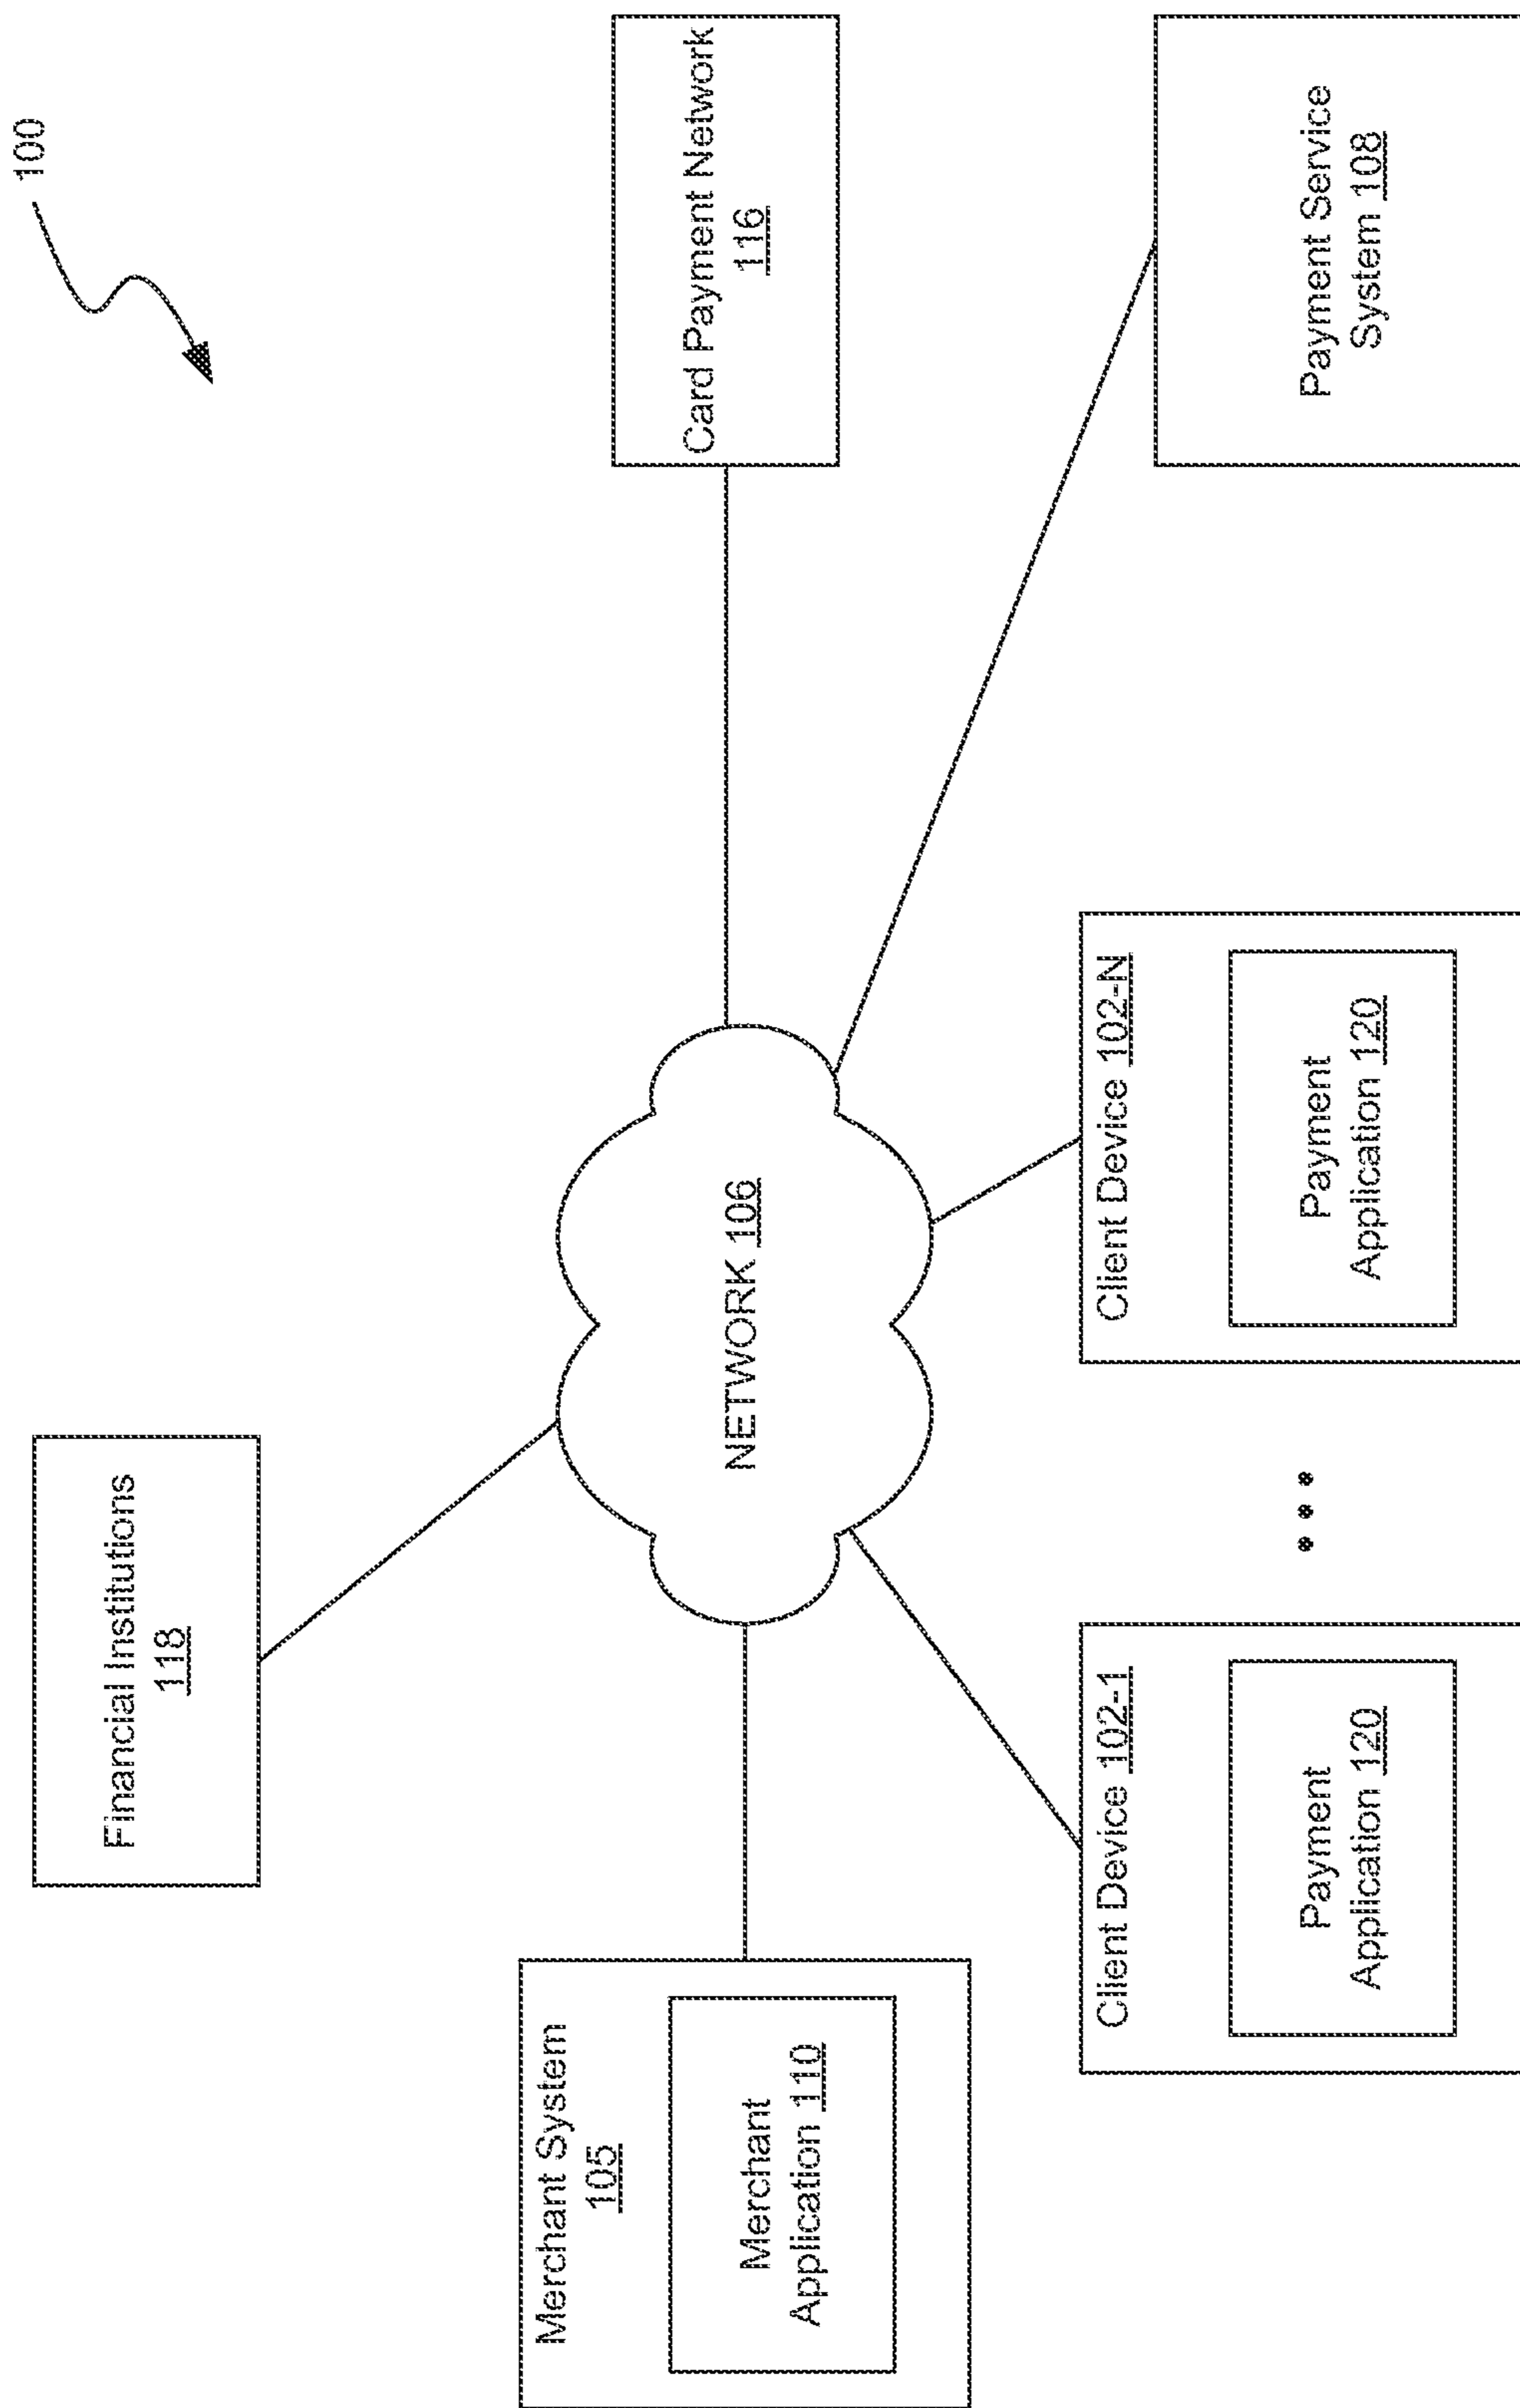 100
Financial Institutions
118
Card Payment Network
116
Merchant System
105
Merchant
Application 110
NETWORK 106
Client Device 102-1
Payment
Application 120
...
Client Device 102-N
Payment
Application 120
Payment Service
System 108